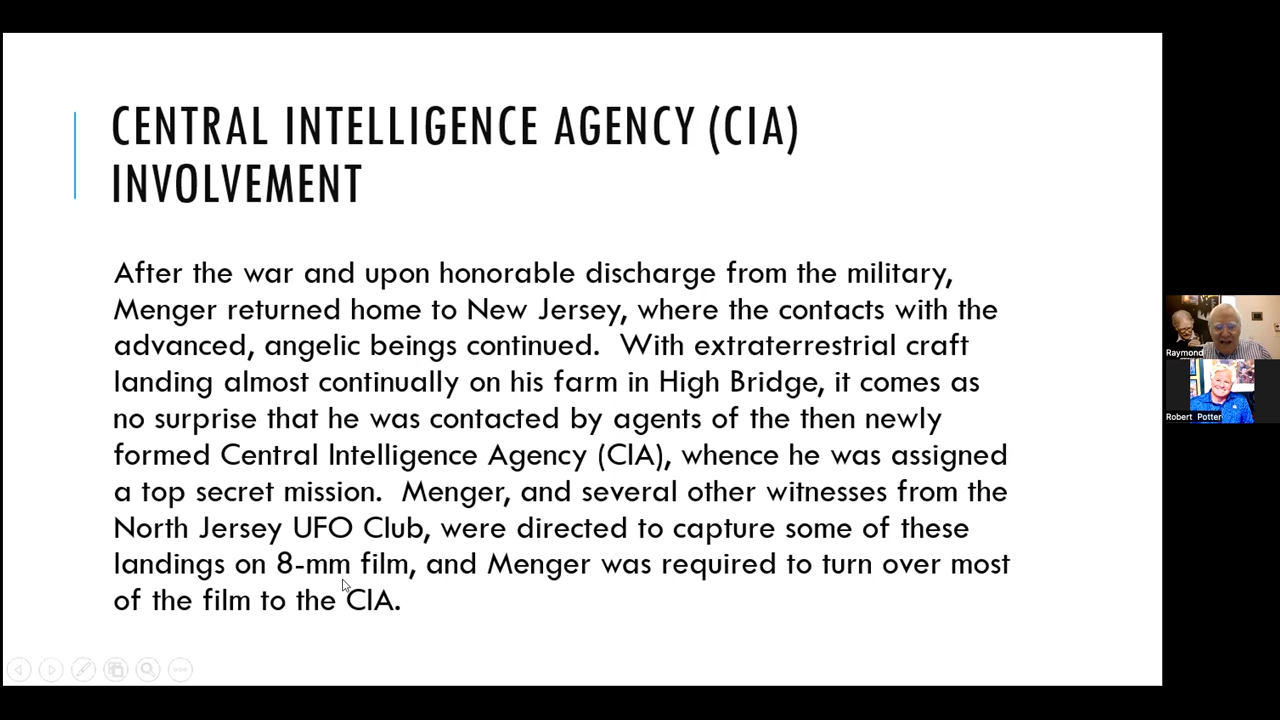 CENTRAL INTELLIGENCE AGENCY (CIA)
INVOLVEMENT
After the war and upon honorable discharge from the military,
Menger returned home to New Jersey, where the contacts with the
advanced, angelic beings continued.  With extraterrestrial craft
landing almost continually on his farm in High Bridge, it comes as
no surprise that he was contacted by agents of the then newly
formed Central Intelligence Agency (CIA), whence he was assigned
a top secret mission.  Menger, and several other witnesses from the
North Jersey UFO Club, were directed to capture some of these
landings on 8-mm film, and Menger was required to turn over most
of the film to the CIA.
Raymond
Robert Potter